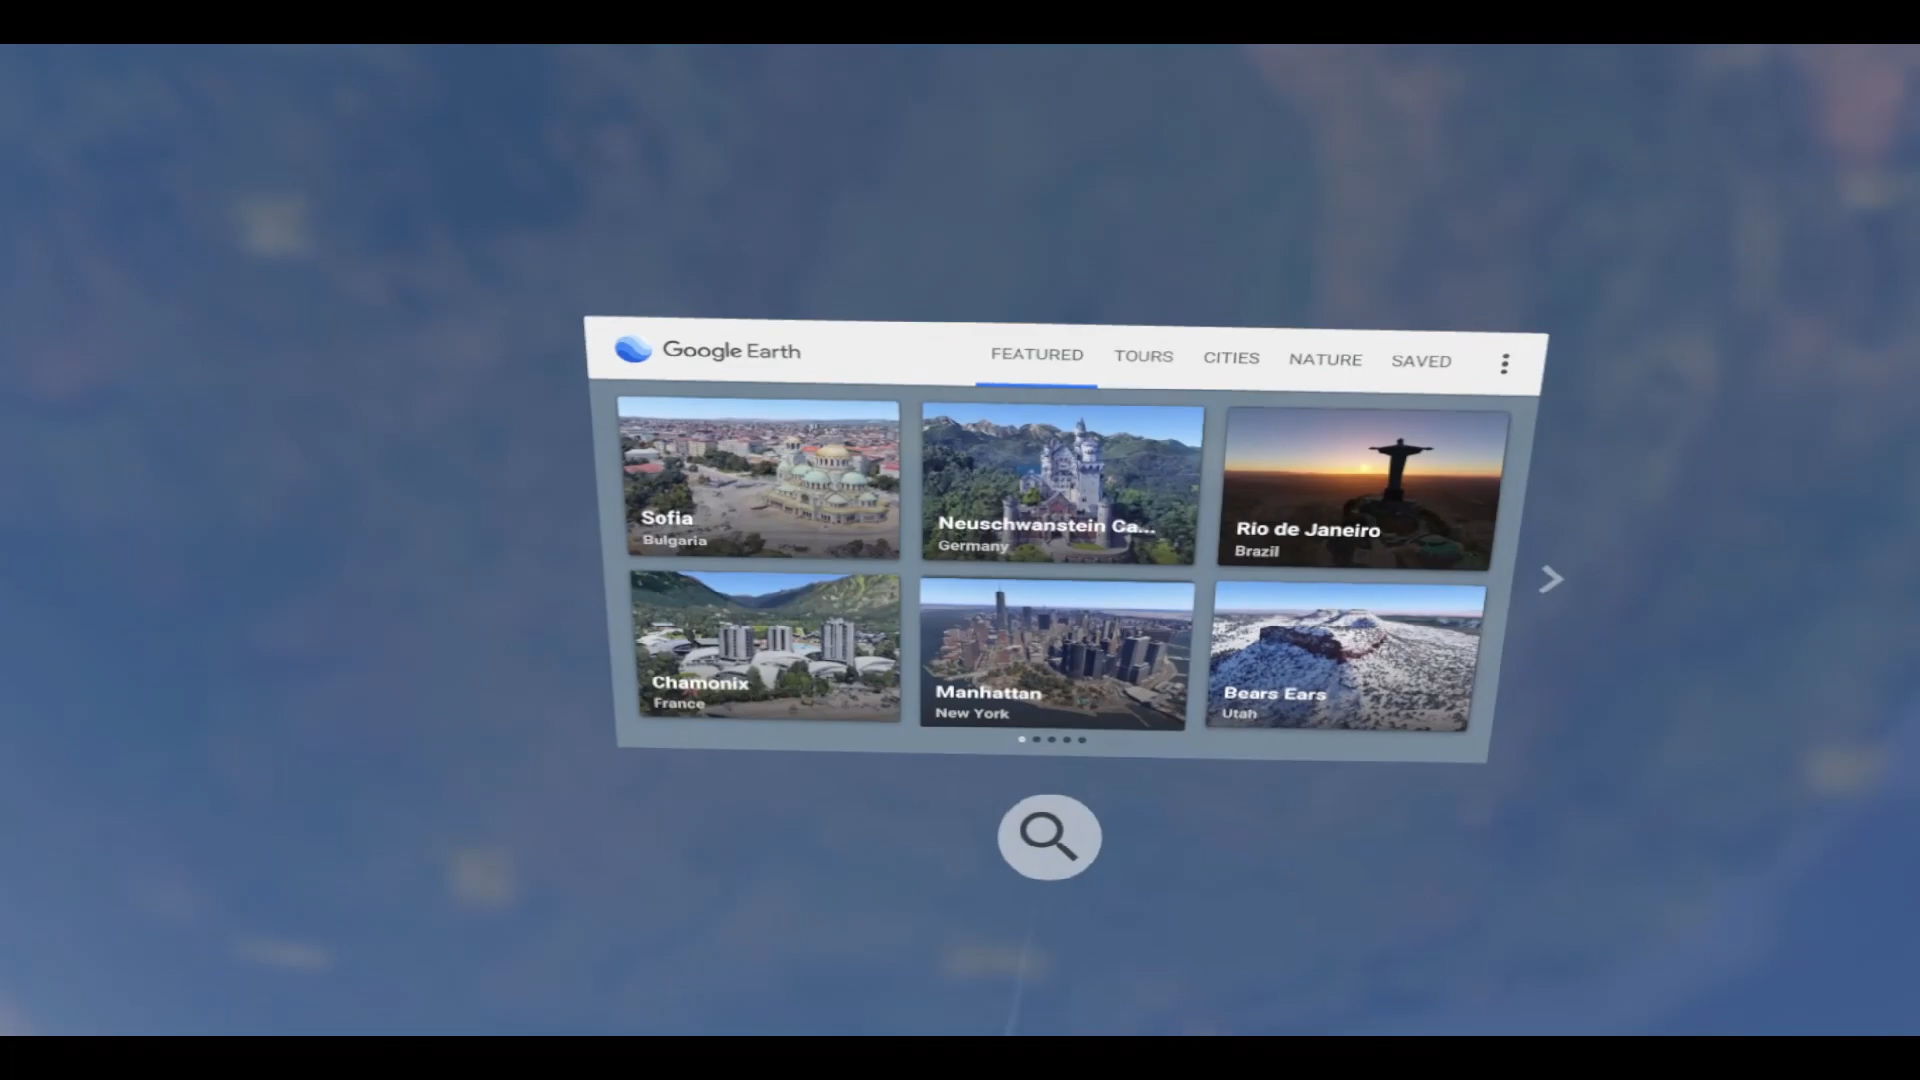 Google Earth
FEATURED TOURS CITIES NATURE SAVED
Sofia
Bulgaria
Neuschwanstein Ca...
Germany
Rio de Janeiro
Brazil
Chamonix
France
Manhattan
New York
Bears Ears
Utah